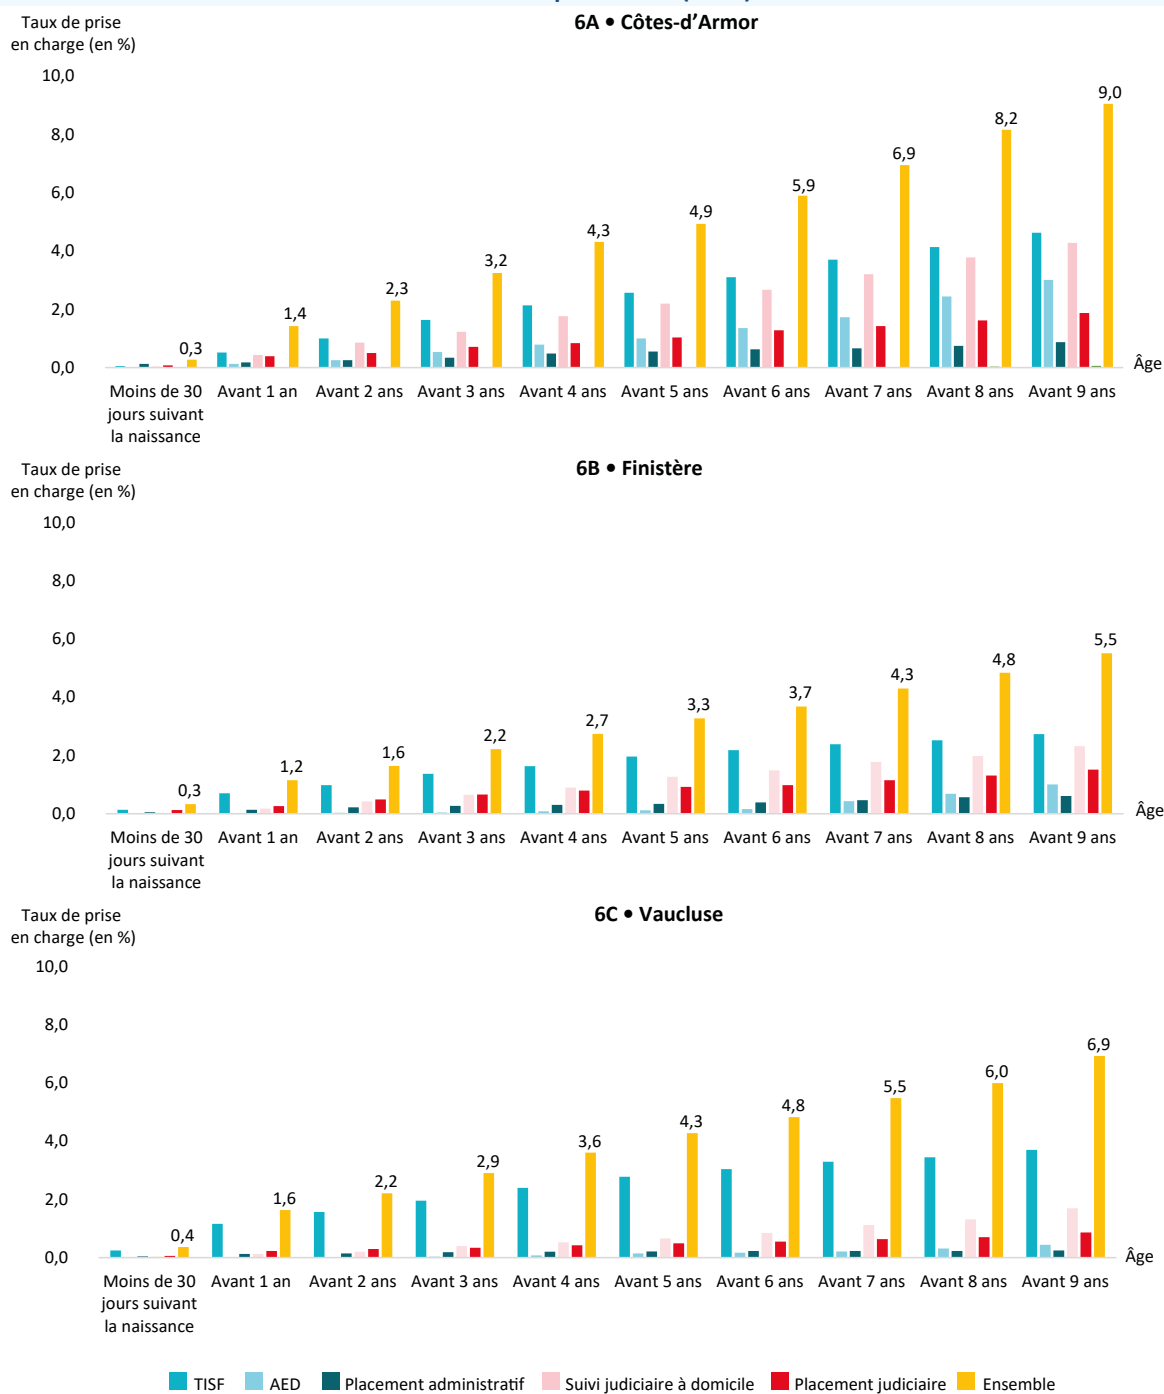 6A • Côtes-d'Armor
Taux de prise
en charge (en %)
10,0
8,0
6,0
4,0
2,0
0,0
0,3
1,4
2,3
3,2
4,3
4,9
5,9
6,9
8,2
9,0
Âge
Moins de 30 Avant 1 an Avant 2 ans Avant 3 ans Avant 4 ans Avant 5 ans Avant 6 ans Avant 7 ans Avant 8 ans Avant 9 ans
jours suivant
la naissance
6B • Finistère
Taux de prise
en charge (en %)
10,0
8,0
6,0
4,0
2,0
0,0
0,3
1,2
1,6
2,2
2,7
3,3
3,7
4,3
4,8
5,5
Âge
Moins de 30 Avant 1 an Avant 2 ans Avant 3 ans Avant 4 ans Avant 5 ans Avant 6 ans Avant 7 ans Avant 8 ans Avant 9 ans
jours suivant
la naissance
6C • Vaucluse
Taux de prise
en charge (en %)
10,0
8,0
6,0
4,0
2,0
0,0
0,4
1,6
2,2
2,9
3,6
4,3
4,8
5,5
6,0
6,9
Âge
Moins de 30 Avant 1 an Avant 2 ans Avant 3 ans Avant 4 ans Avant 5 ans Avant 6 ans Avant 7 ans Avant 8 ans Avant 9 ans
jours suivant
la naissance
TISF AED Placement administratif Suivi judiciaire à domicile Placement judiciaire Ensemble